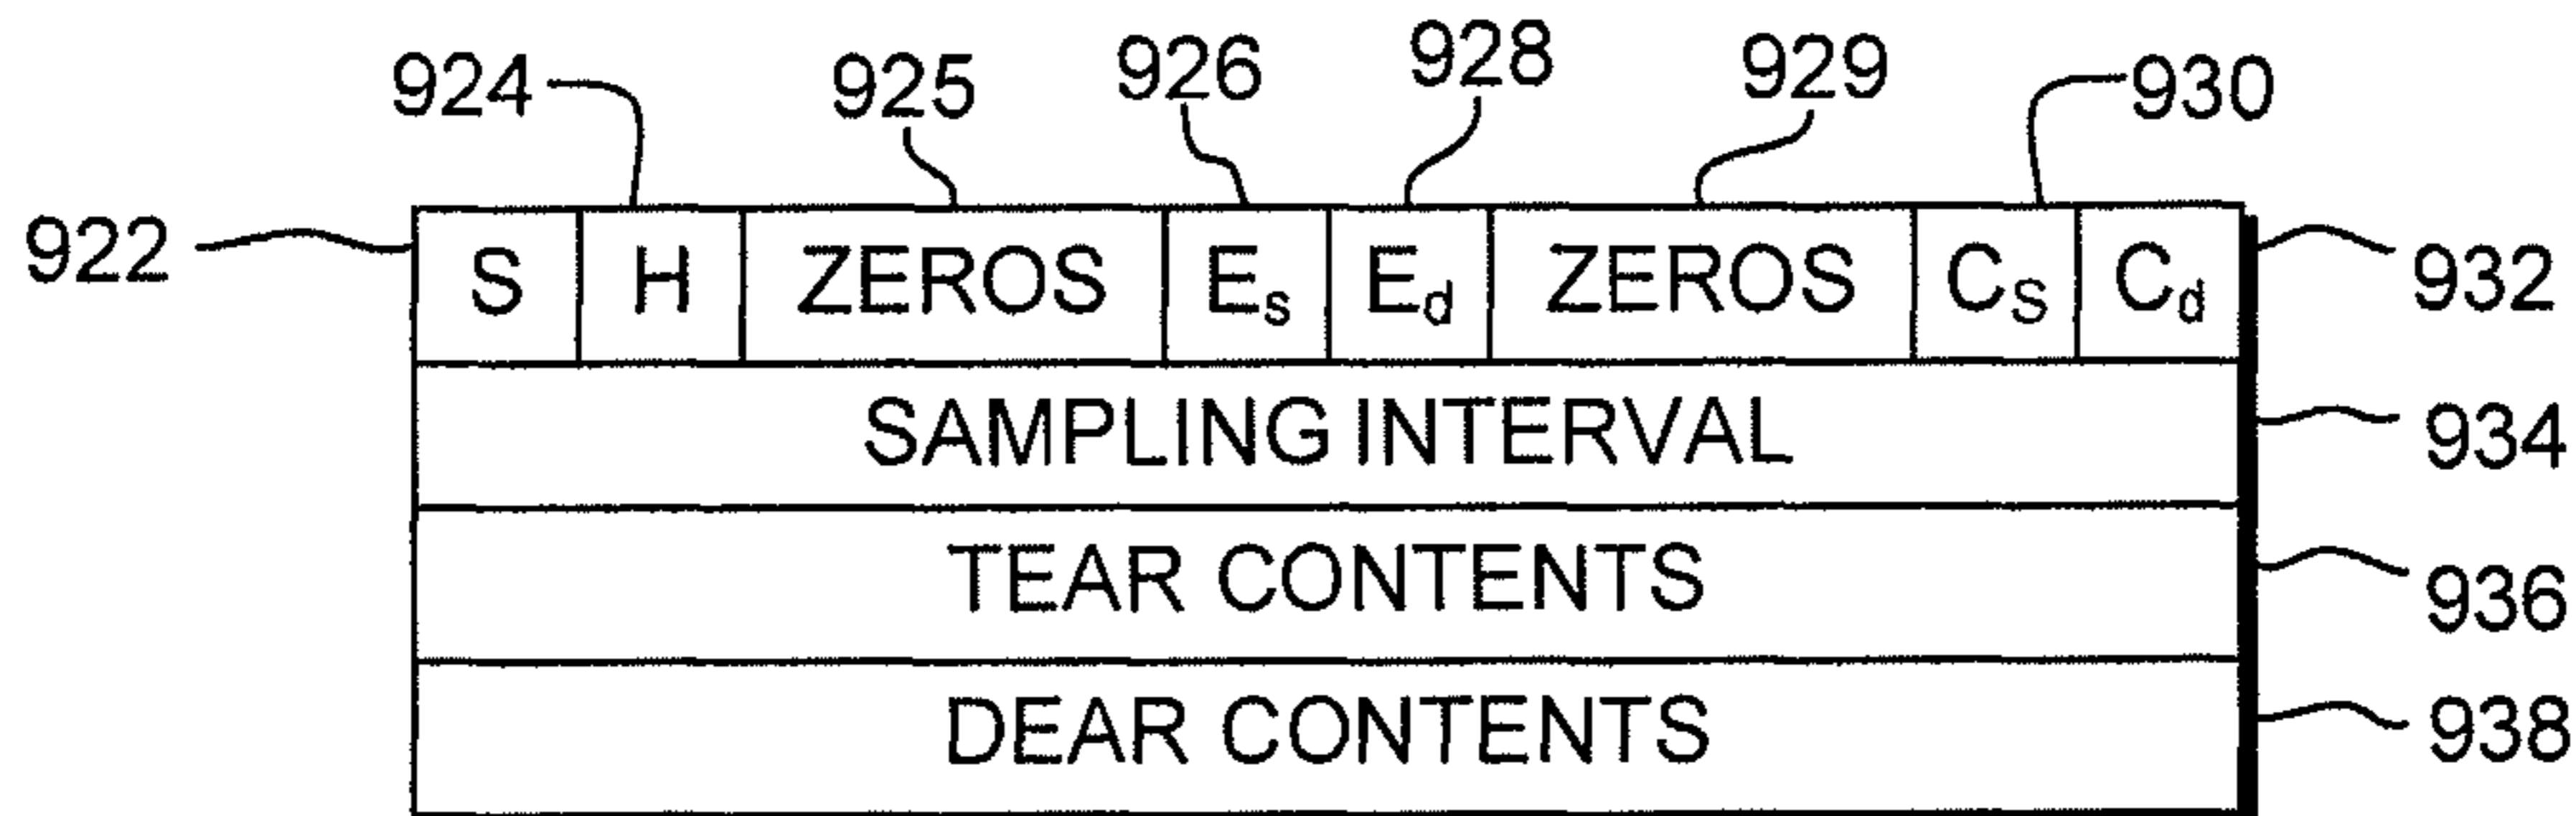 924 925 926 928 929 930
922 S H ZEROS Es Ed ZEROS CS Cd 932
SAMPLING INTERVAL 934
TEAR CONTENTS 936
DEAR CONTENTS 938